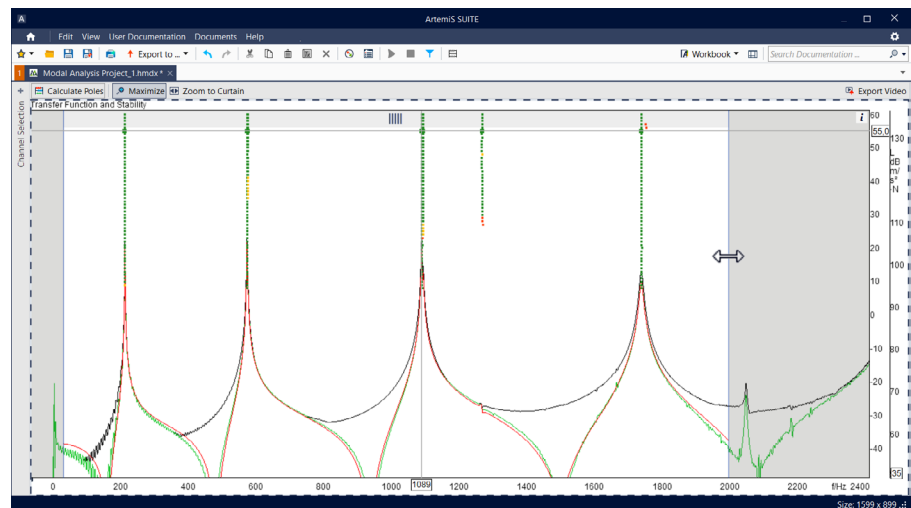 A ArtemiS SUITE
Edit View User Documentation Documents Help
Export to ... Workbook Search Documentation ...
1 Modal Analysis Project_1.hmdx *
Calculate Poles Maximize Zoom to Curtain Export Video
Transfer Function and Stability
Channel Selection
60
55,0
50
40
30
20
10
0
-10
-20
-30
-40
130
L
dB
m/
s²
N
110
100
90
80
70
60
35
0 200 400 600 800 1000 1089 1200 1400 1600 1800 2000 2200 f/Hz 2400
Size: 1599 x 899